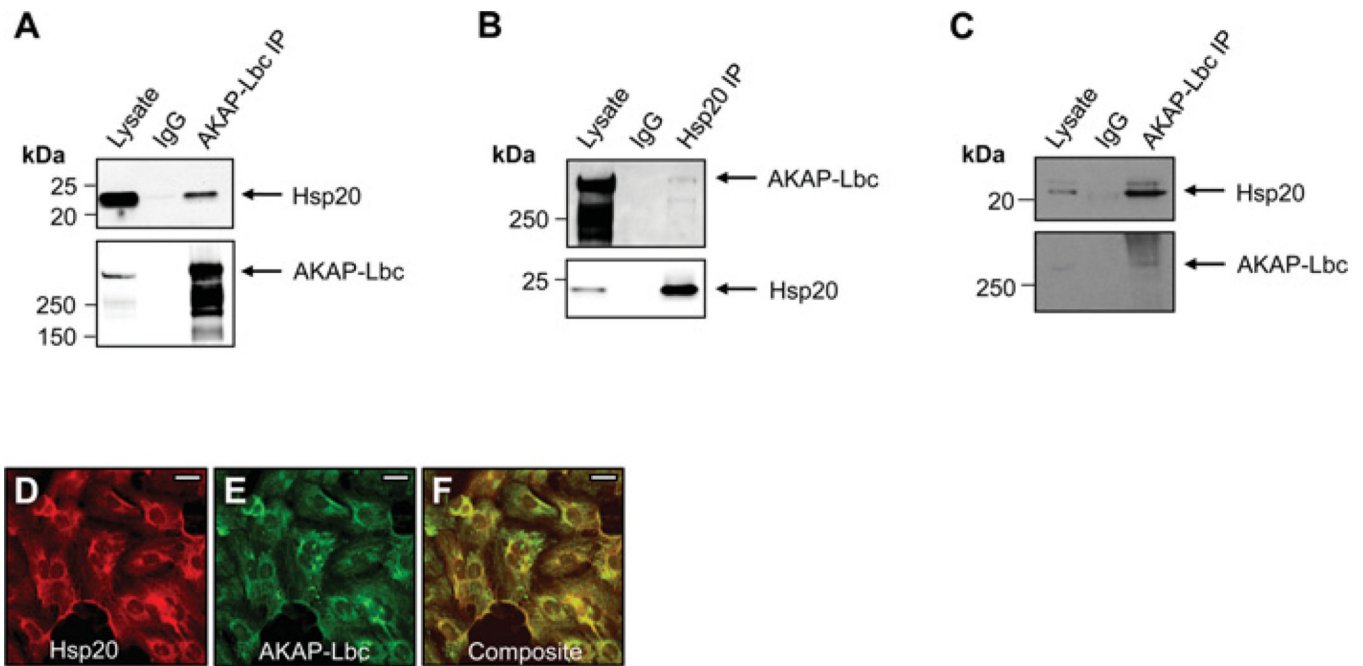 A
Lysate
IgG
AKAP-Lbc IP
kDa
25
20
Hsp20
AKAP-Lbc
250
150
B
Lysate
IgG
Hsp20 IP
kDa
AKAP-Lbc
250
25
Hsp20
C
Lysate
IgG
AKAP-Lbc IP
kDa
20
Hsp20
AKAP-Lbc
250
D
Hsp20
E
AKAP-Lbc
F
Composite